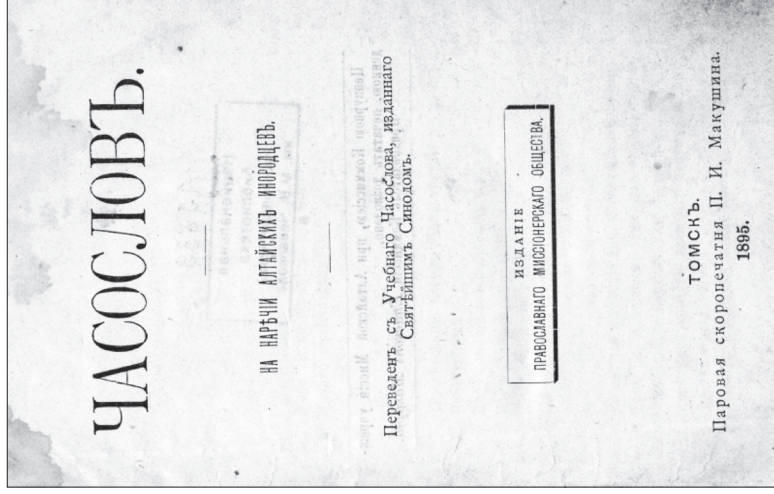 ЧАСОСЛОВЪ.
НА НАРѢЧІИ АЛТАЙСКИХЪ ИНОРОДЦЕВЪ.
Переведенъ съ Учебнаго Часослова, изданнаго
Святѣйшимъ Синодомъ.
ИЗДАНІЕ
ПРАВОСЛАВНАГО МИССІОНЕРСКАГО ОБЩЕСТВА.
ТОМСКЪ.
Паровая скоропечатня П. И. Макушина.
1895.